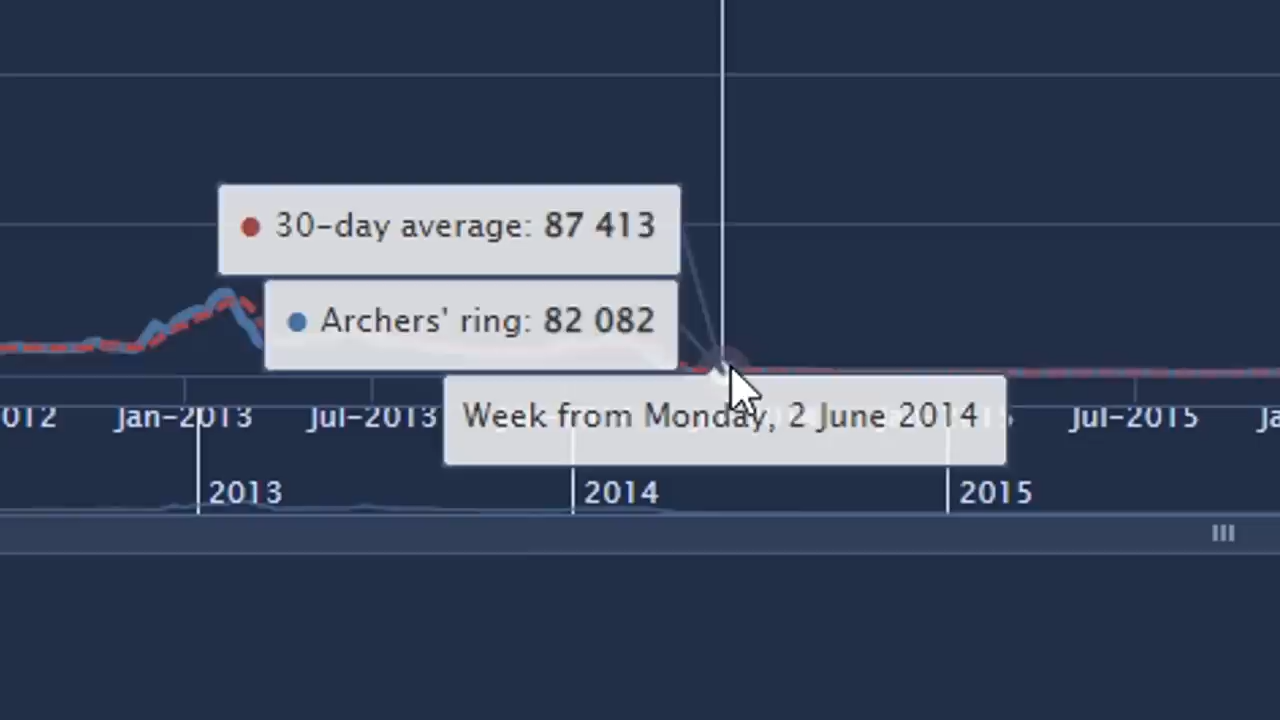 30-day average: 87 413
Archers' ring: 82 082
Week from Monday, 2 June 2014
2012 Jan-2013 Jul-2013 Jul-2015
2013 2014 2015